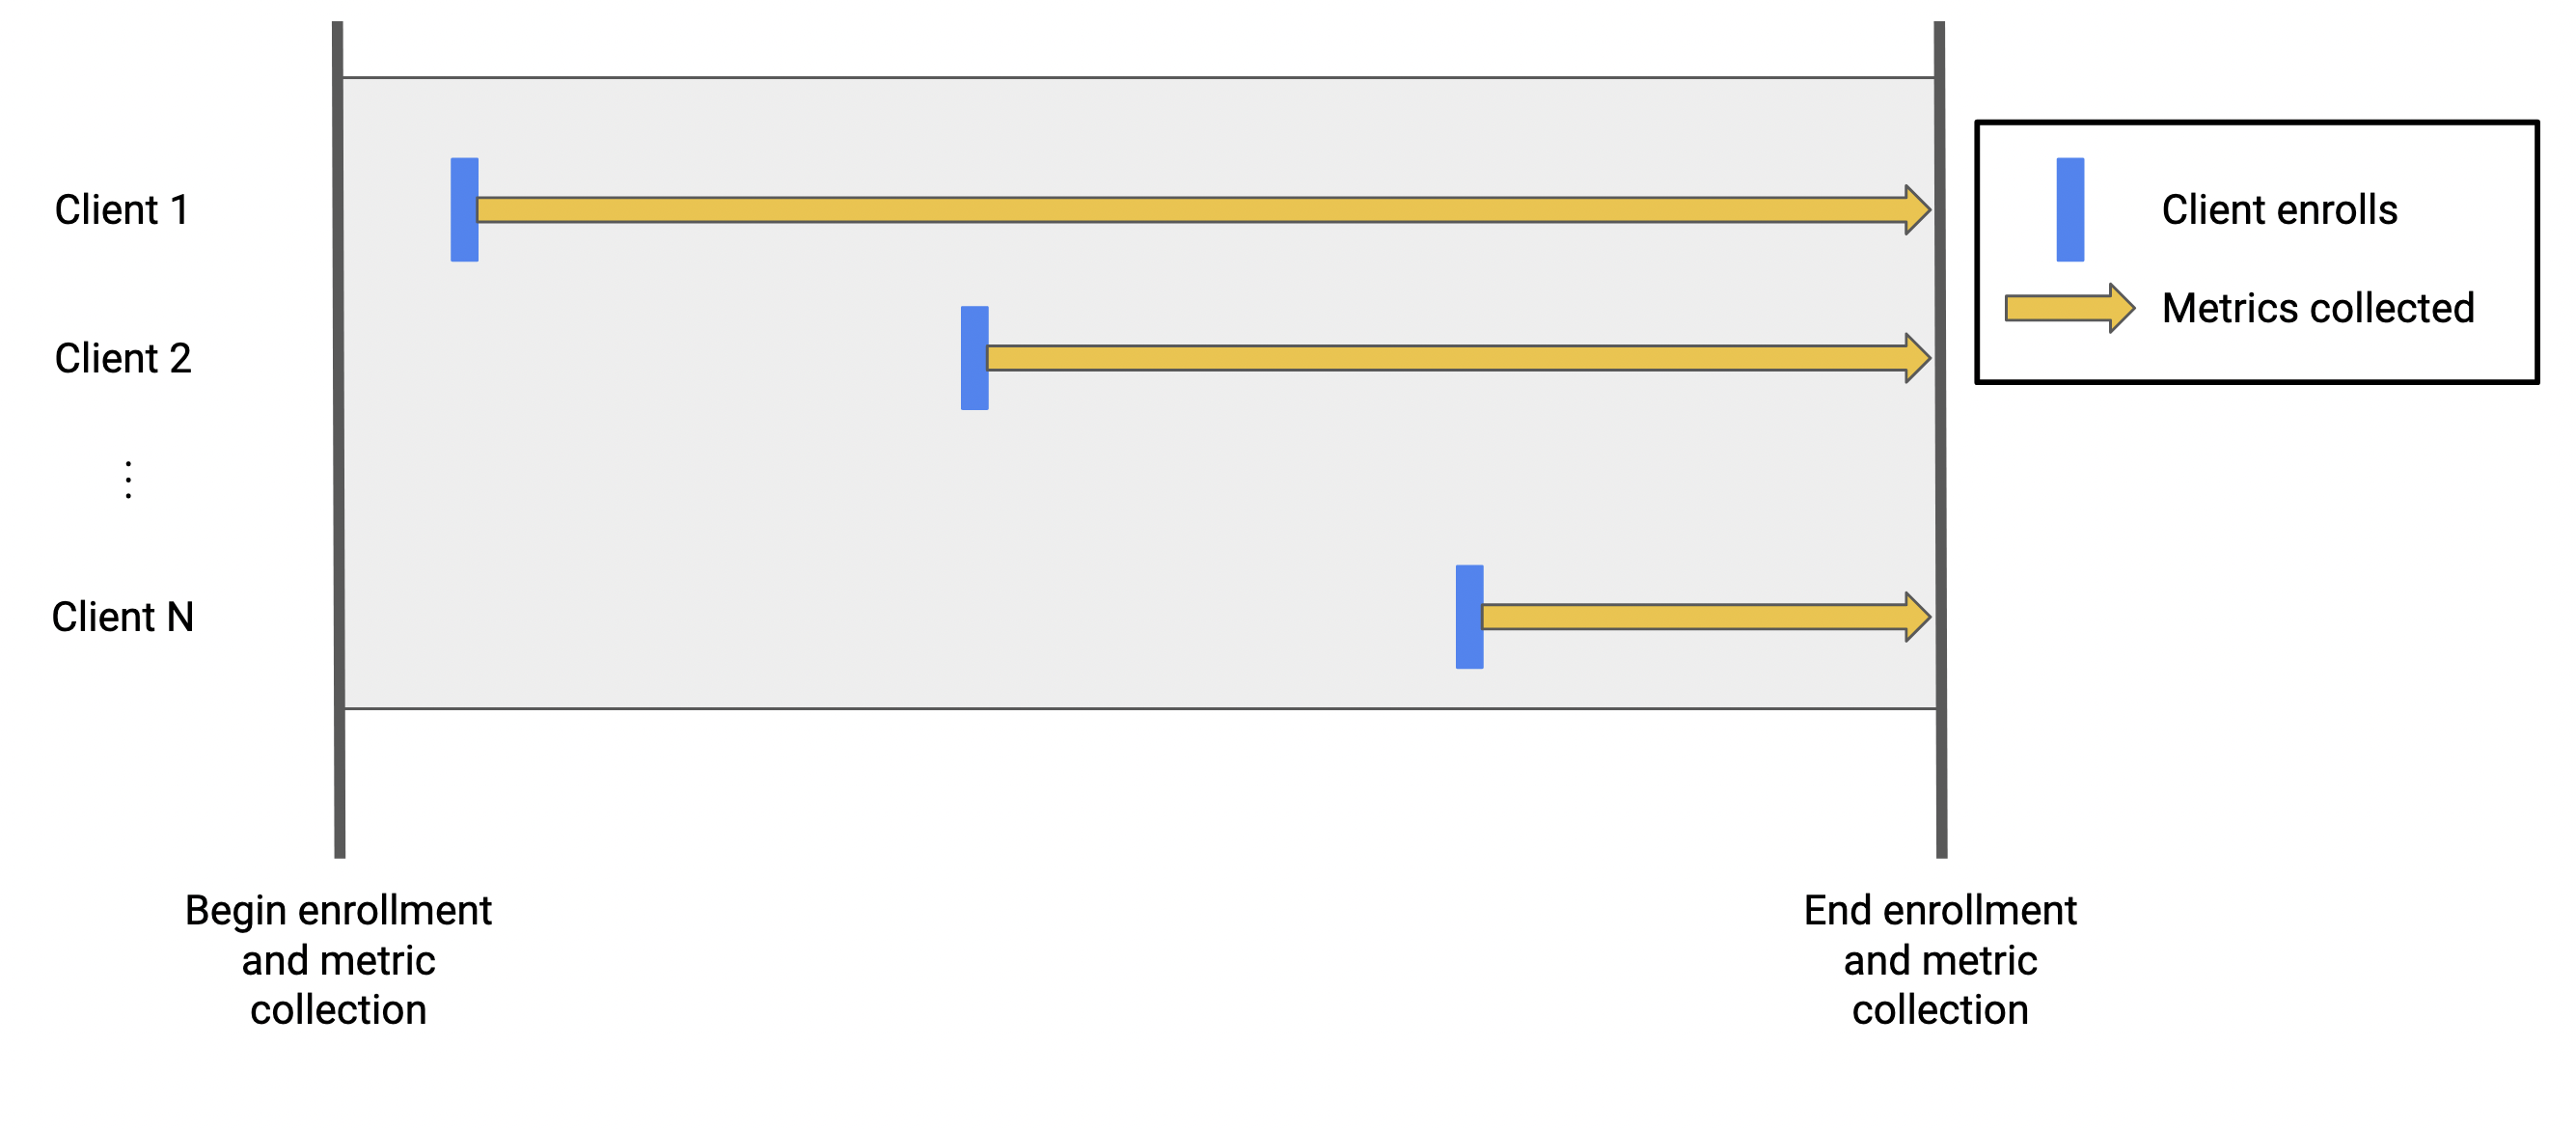 Client 1
Client enrolls
Metrics collected
Client 2
⋮
Client N
Begin enrollment
and metric
collection
End enrollment
and metric
collection